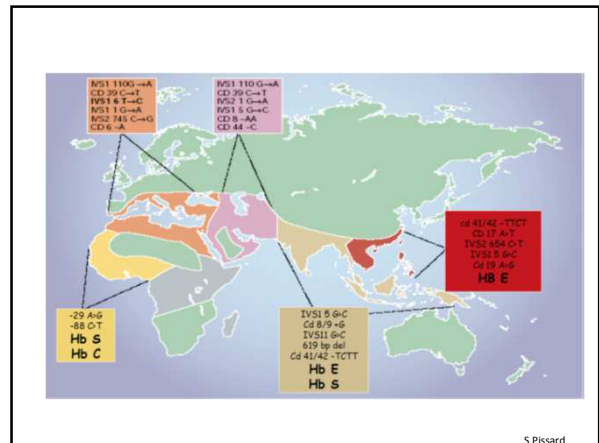 IVS1 110G→A
CD 39 C→T
IVS1 6 T→C
IVS1 1 G→A
IVS2 745 C→G
CD 6 -A
IVS1 110 G→A
CD 39 C→T
IVS2 1 G→A
IVS1 5 G→C
CD 8 -AA
CD 44 -C
cd 41/42 -TTCT
CD 17 A>T
IVS2 654 C>T
IVS1 5 G>C
Cd 19 A>G
HB E
-29 A>G
-88 C>T
Hb S
Hb C
IVS1 5 G>C
Cd 8/9 +G
IVS11 G>C
619 bp del
Cd 41/42 -TCTT
Hb E
Hb S
S Pissard